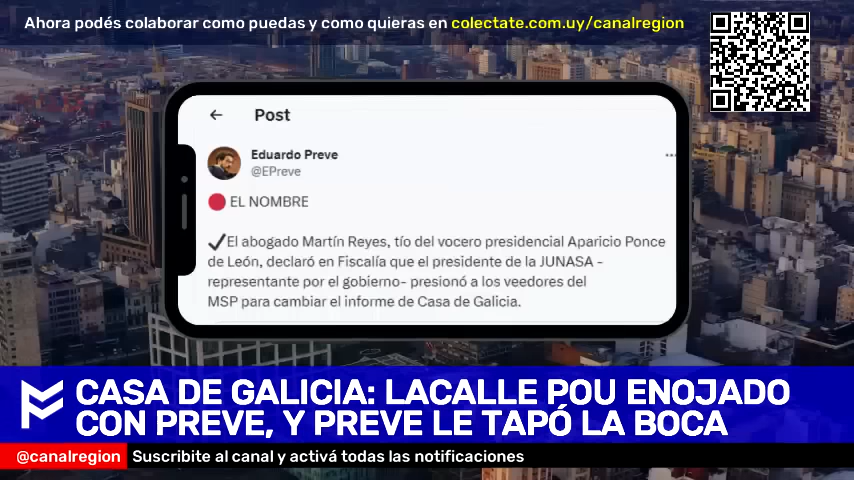 Ahora podés colaborar como puedas y como quieras en colectate.com.uy/canalregion
Post
Eduardo Preve
@EPreve
EL NOMBRE
El abogado Martín Reyes, tío del vocero presidencial Aparicio Ponce
de León, declaró en Fiscalía que el presidente de la JUNASA -
representante por el gobierno- presionó a los veedores del
MSP para cambiar el informe de Casa de Galicia.
CASA DE GALICIA: LACALLE POU ENOJADO
CON PREVE, Y PREVE LE TAPÓ LA BOCA
@canalregion Suscribite al canal y activá todas las notificaciones